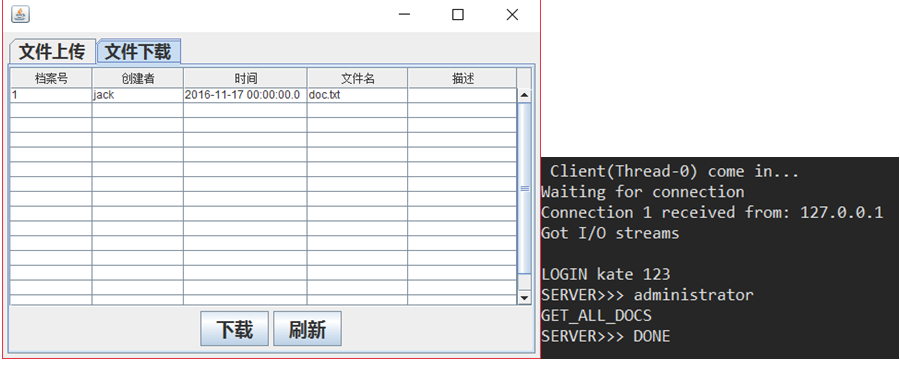 文件上传 文件下载
档案号 创建者 时间 文件名 描述
1 jack 2016-11-17 00:00:00.0 doc.txt
下载 刷新
Client(Thread-0) come in...
Waiting for connection
Connection 1 received from: 127.0.0.1
Got I/O streams
LOGIN kate 123
SERVER>>> administrator
GET_ALL_DOCS
SERVER>>> DONE